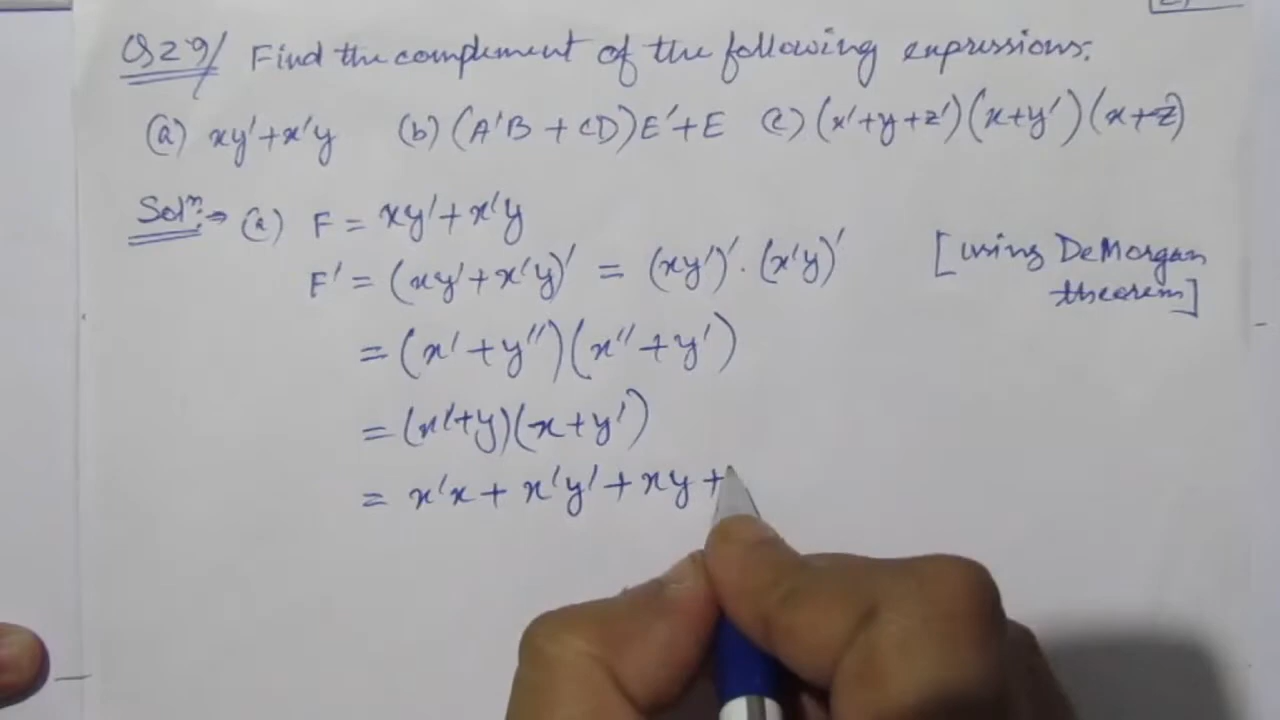 Q29/ Find the complement of the following expressions:
(a) xy'+x'y (b) (A'B + CD)E'+E (c) (x'+y+z')(x+y')(x+z)
Solⁿ:→ (a) F = xy'+x'y
F' = (xy'+x'y)' = (xy')'.(x'y)' [using DeMorgan
theorem]
= (x'+y'')(x''+y')
= (x'+y)(x+y')
= x'x + x'y' + xy +